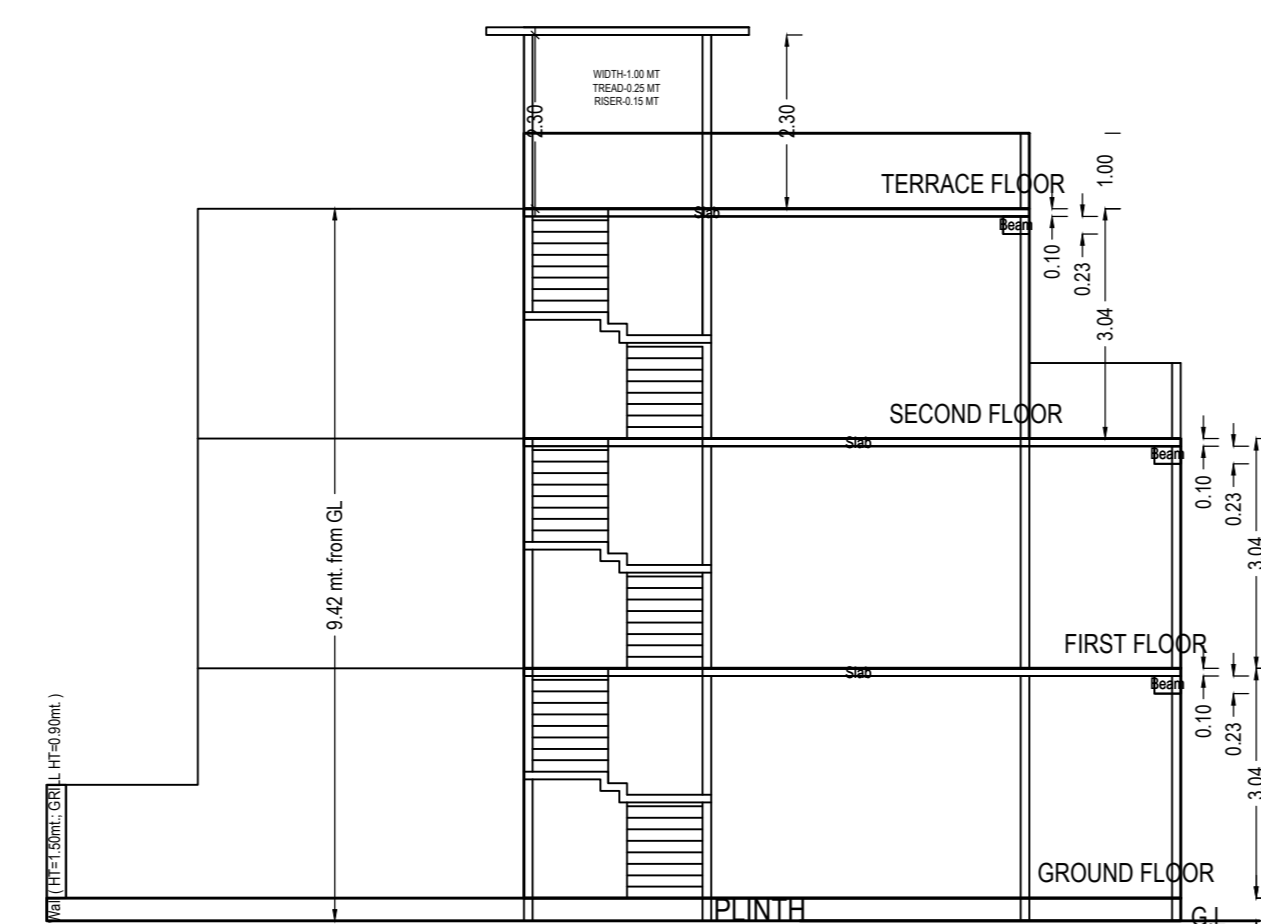 WIDTH-1.00 MT
TREAD-0.25 MT
RISER-0.15 MT
2.30
2.30
1.00
TERRACE FLOOR
Slab
Beam
0.10
0.23
3.04
SECOND FLOOR
Slab
Beam
0.10
0.23
3.04
9.42 mt. from GL
FIRST FLOOR
Slab
Beam
0.10
0.23
3.04
Wall ( HT=1.50mt.; GRILL HT=0.90mt. )
GROUND FLOOR
PLINTH